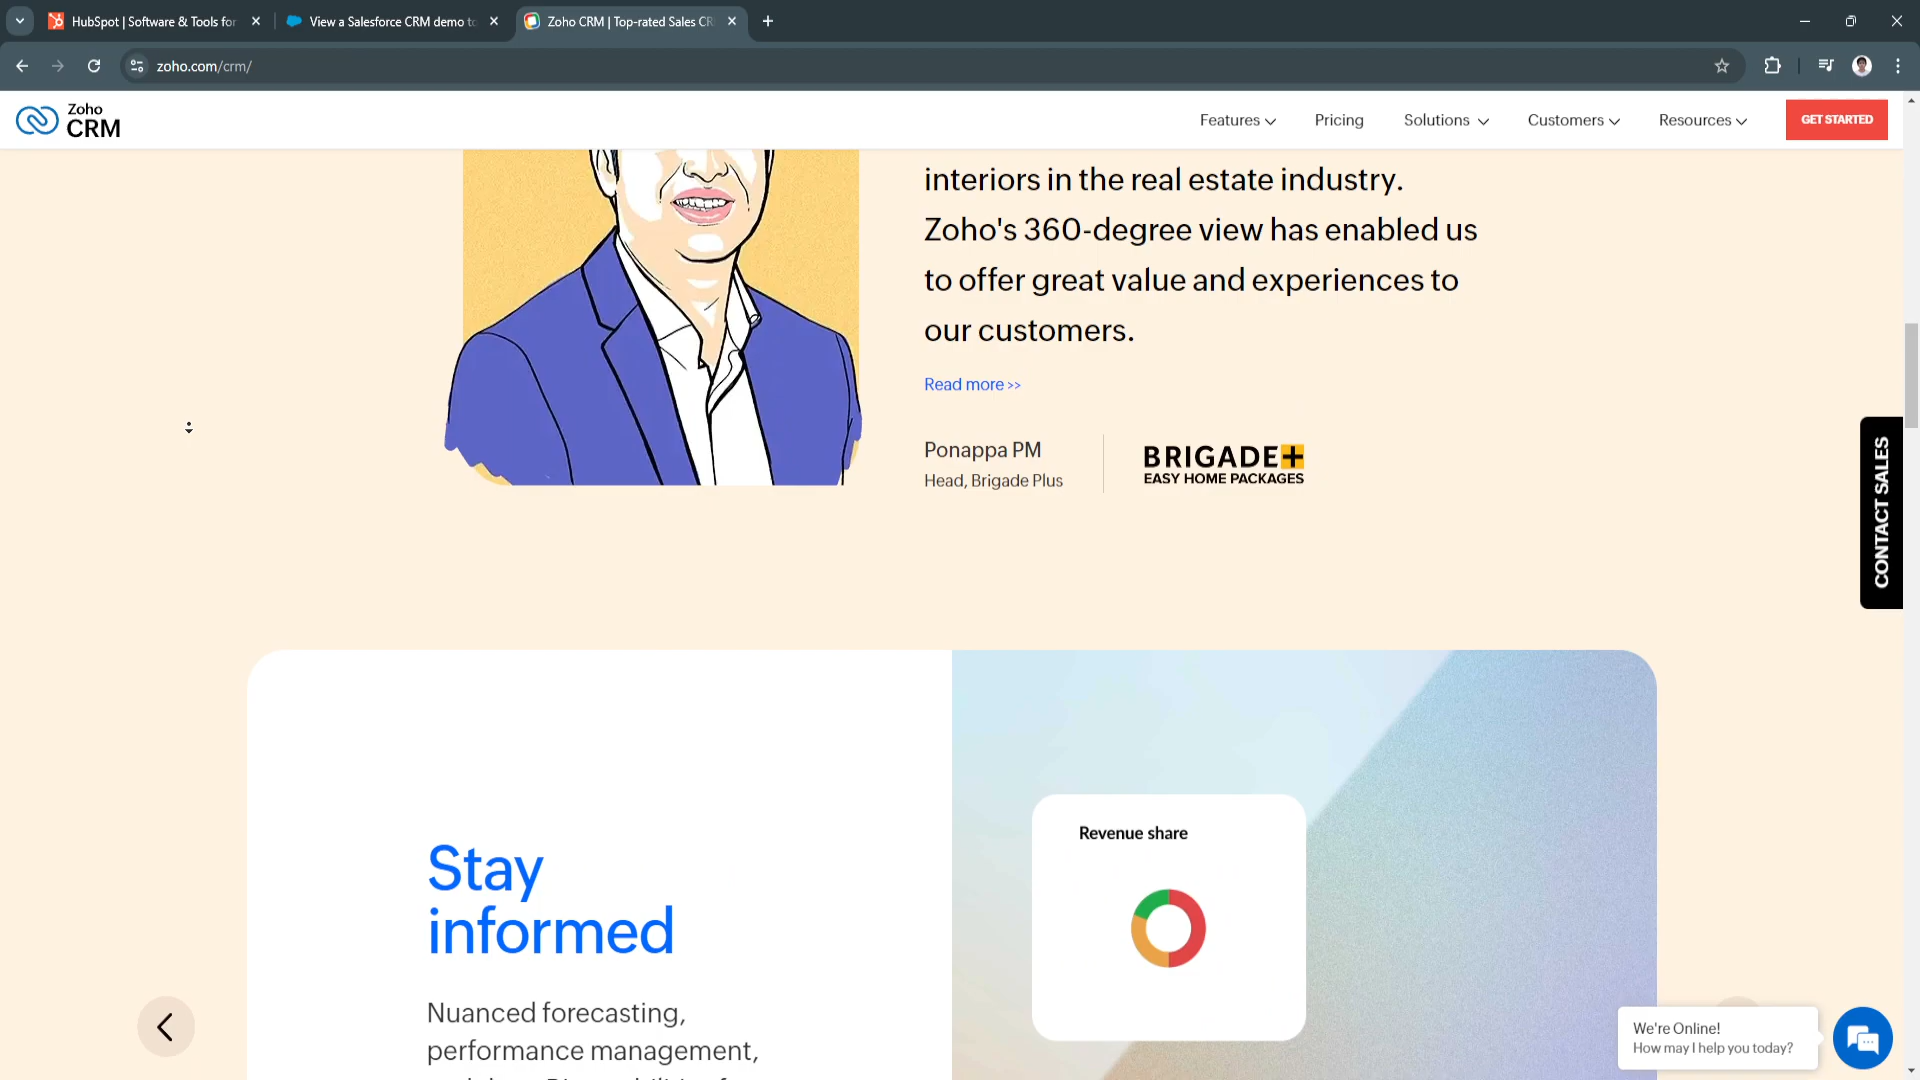 HubSpot | Software & Tools for
View a Salesforce CRM demo to
Zoho CRM | Top-rated Sales CR
zoho.com/crm/
Zoho
CRM
Features
Pricing
Solutions
Customers
Resources
GET STARTED
interiors in the real estate industry.
Zoho's 360-degree view has enabled us
to offer great value and experiences to
our customers.
Read more >>
Ponappa PM
Head, Brigade Plus
BRIGADE+
EASY HOME PACKAGES
CONTACT SALES
Stay
informed
Revenue share
Nuanced forecasting,
performance management,
We're Online!
How may I help you today?